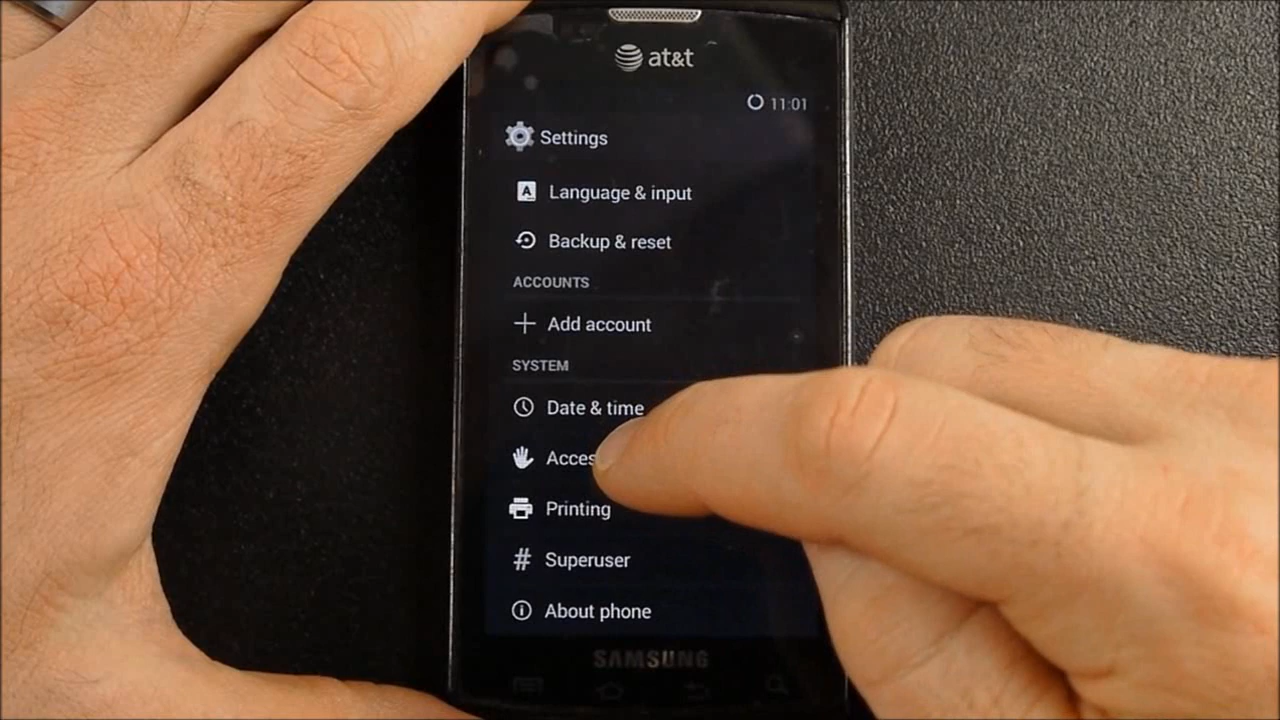 at&t
11:01
Settings
Language & input
Backup & reset
ACCOUNTS
Add account
SYSTEM
Date & time
Acces
Printing
# Superuser
About phone
SAMSUNG